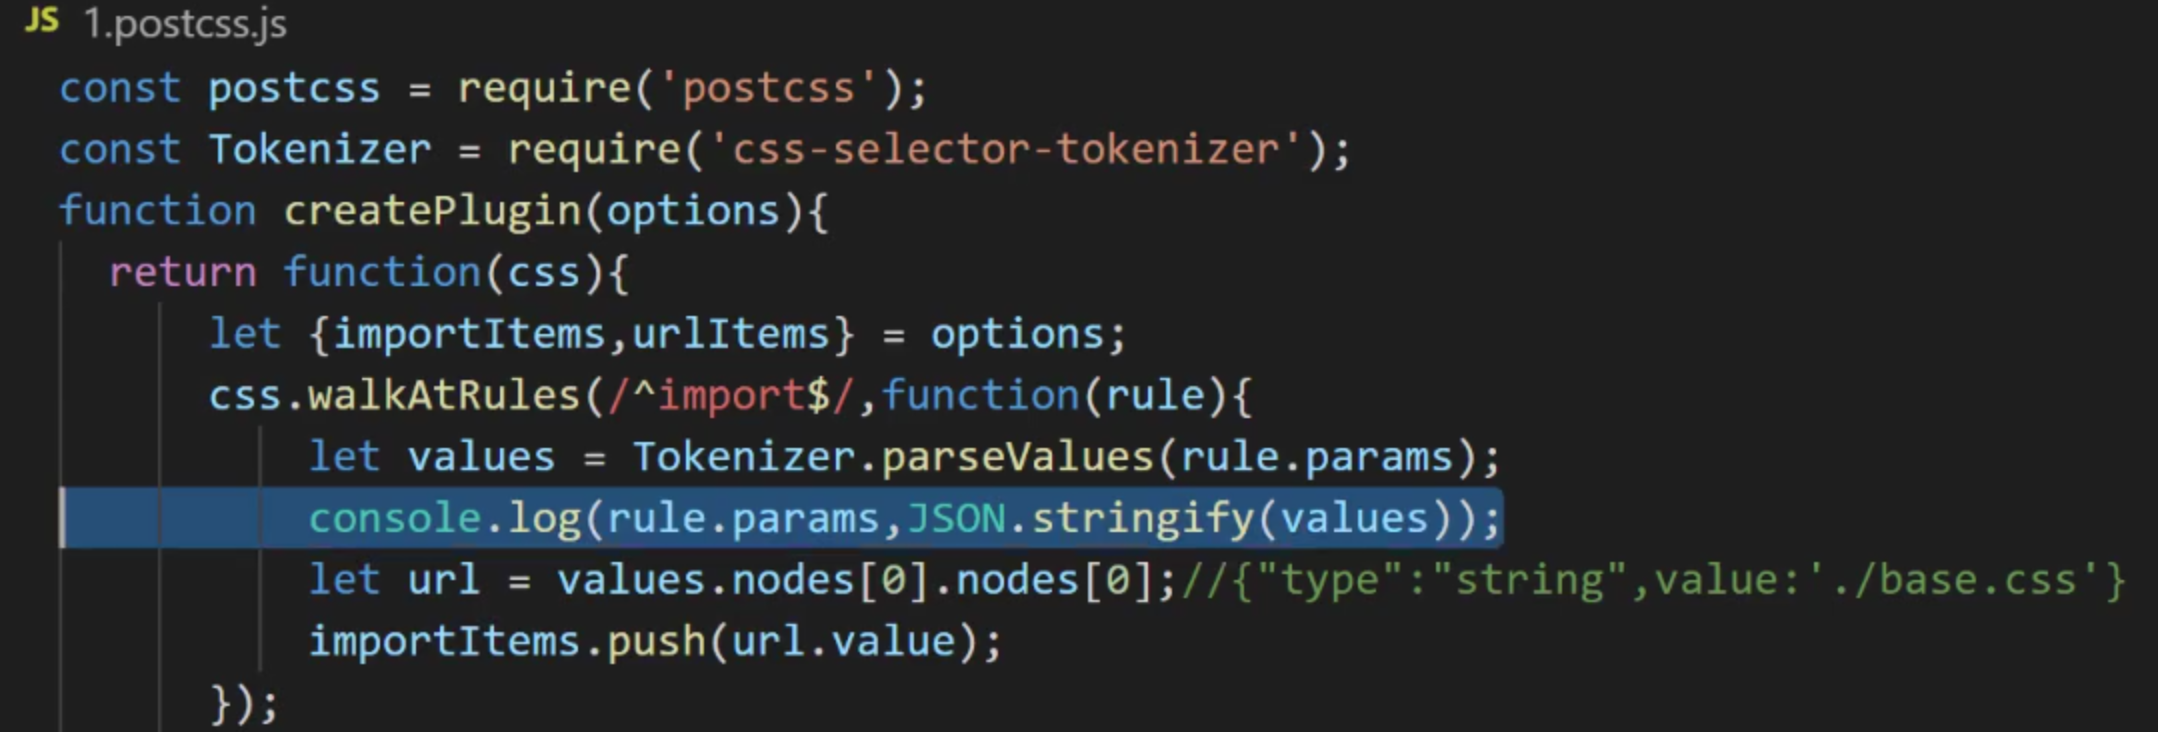 JS 1.postcss.js
const postcss = require('postcss');
const Tokenizer = require('css-selector-tokenizer');
function createPlugin(options){
return function(css){
let {importItems,urlItems} = options;
css.walkAtRules(/^import$/,function(rule){
let values = Tokenizer.parseValues(rule.params);
console.log(rule.params,JSON.stringify(values));
let url = values.nodes[0].nodes[0];//{"type":"string",value:'./base.css'}
importItems.push(url.value);
});